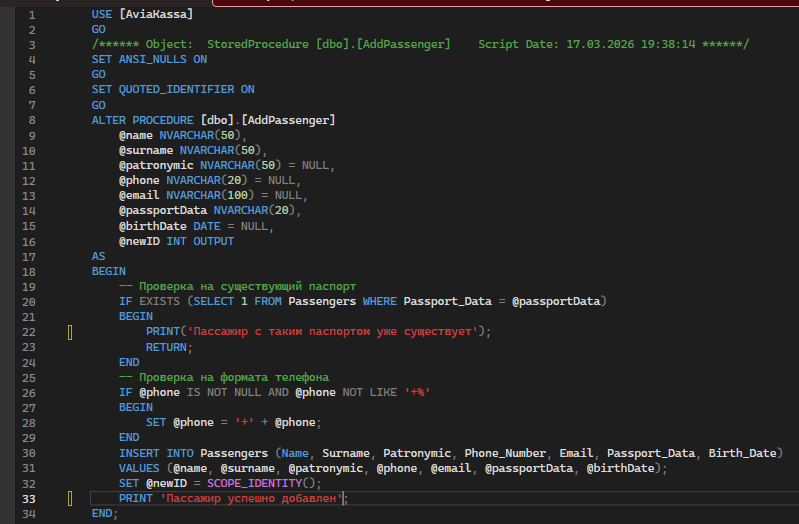 1 USE [AviaKassa]
2 GO
3 /****** Object:  StoredProcedure [dbo].[AddPassenger]    Script Date: 17.03.2026 19:38:14 ******/
4 SET ANSI_NULLS ON
5 GO
6 SET QUOTED_IDENTIFIER ON
7 GO
8 ALTER PROCEDURE [dbo].[AddPassenger]
9     @name NVARCHAR(50),
10     @surname NVARCHAR(50),
11     @patronymic NVARCHAR(50) = NULL,
12     @phone NVARCHAR(20) = NULL,
13     @email NVARCHAR(100) = NULL,
14     @passportData NVARCHAR(20),
15     @birthDate DATE = NULL,
16     @newID INT OUTPUT
17 AS
18 BEGIN
19     -- Проверка на существующий паспорт
20     IF EXISTS (SELECT 1 FROM Passengers WHERE Passport_Data = @passportData)
21     BEGIN
22         PRINT('Пассажир с таким паспортом уже существует');
23         RETURN;
24     END
25     -- Проверка на формата телефона
26     IF @phone IS NOT NULL AND @phone NOT LIKE '+%'
27     BEGIN
28         SET @phone = '+' + @phone;
29     END
30     INSERT INTO Passengers (Name, Surname, Patronymic, Phone_Number, Email, Passport_Data, Birth_Date)
31     VALUES (@name, @surname, @patronymic, @phone, @email, @passportData, @birthDate);
32     SET @newID = SCOPE_IDENTITY();
33     PRINT 'Пассажир успешно добавлен';
34 END;